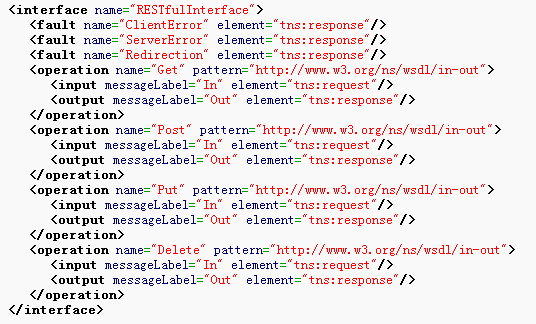 <interface name="RESTfulInterface">
<fault name="ClientError" element="tns:response"/>
<fault name="ServerError" element="tns:response"/>
<fault name="Redirection" element="tns:response"/>
<operation name="Get" pattern="http://www.w3.org/ns/wsdl/in-out">
<input messageLabel="In" element="tns:request"/>
<output messageLabel="Out" element="tns:response"/>
</operation>
<operation name="Post" pattern="http://www.w3.org/ns/wsdl/in-out">
<input messageLabel="In" element="tns:request"/>
<output messageLabel="Out" element="tns:response"/>
</operation>
<operation name="Put" pattern="http://www.w3.org/ns/wsdl/in-out">
<input messageLabel="In" element="tns:request"/>
<output messageLabel="Out" element="tns:response"/>
</operation>
<operation name="Delete" pattern="http://www.w3.org/ns/wsdl/in-out">
<input messageLabel="In" element="tns:request"/>
<output messageLabel="Out" element="tns:response"/>
</operation>
</interface>